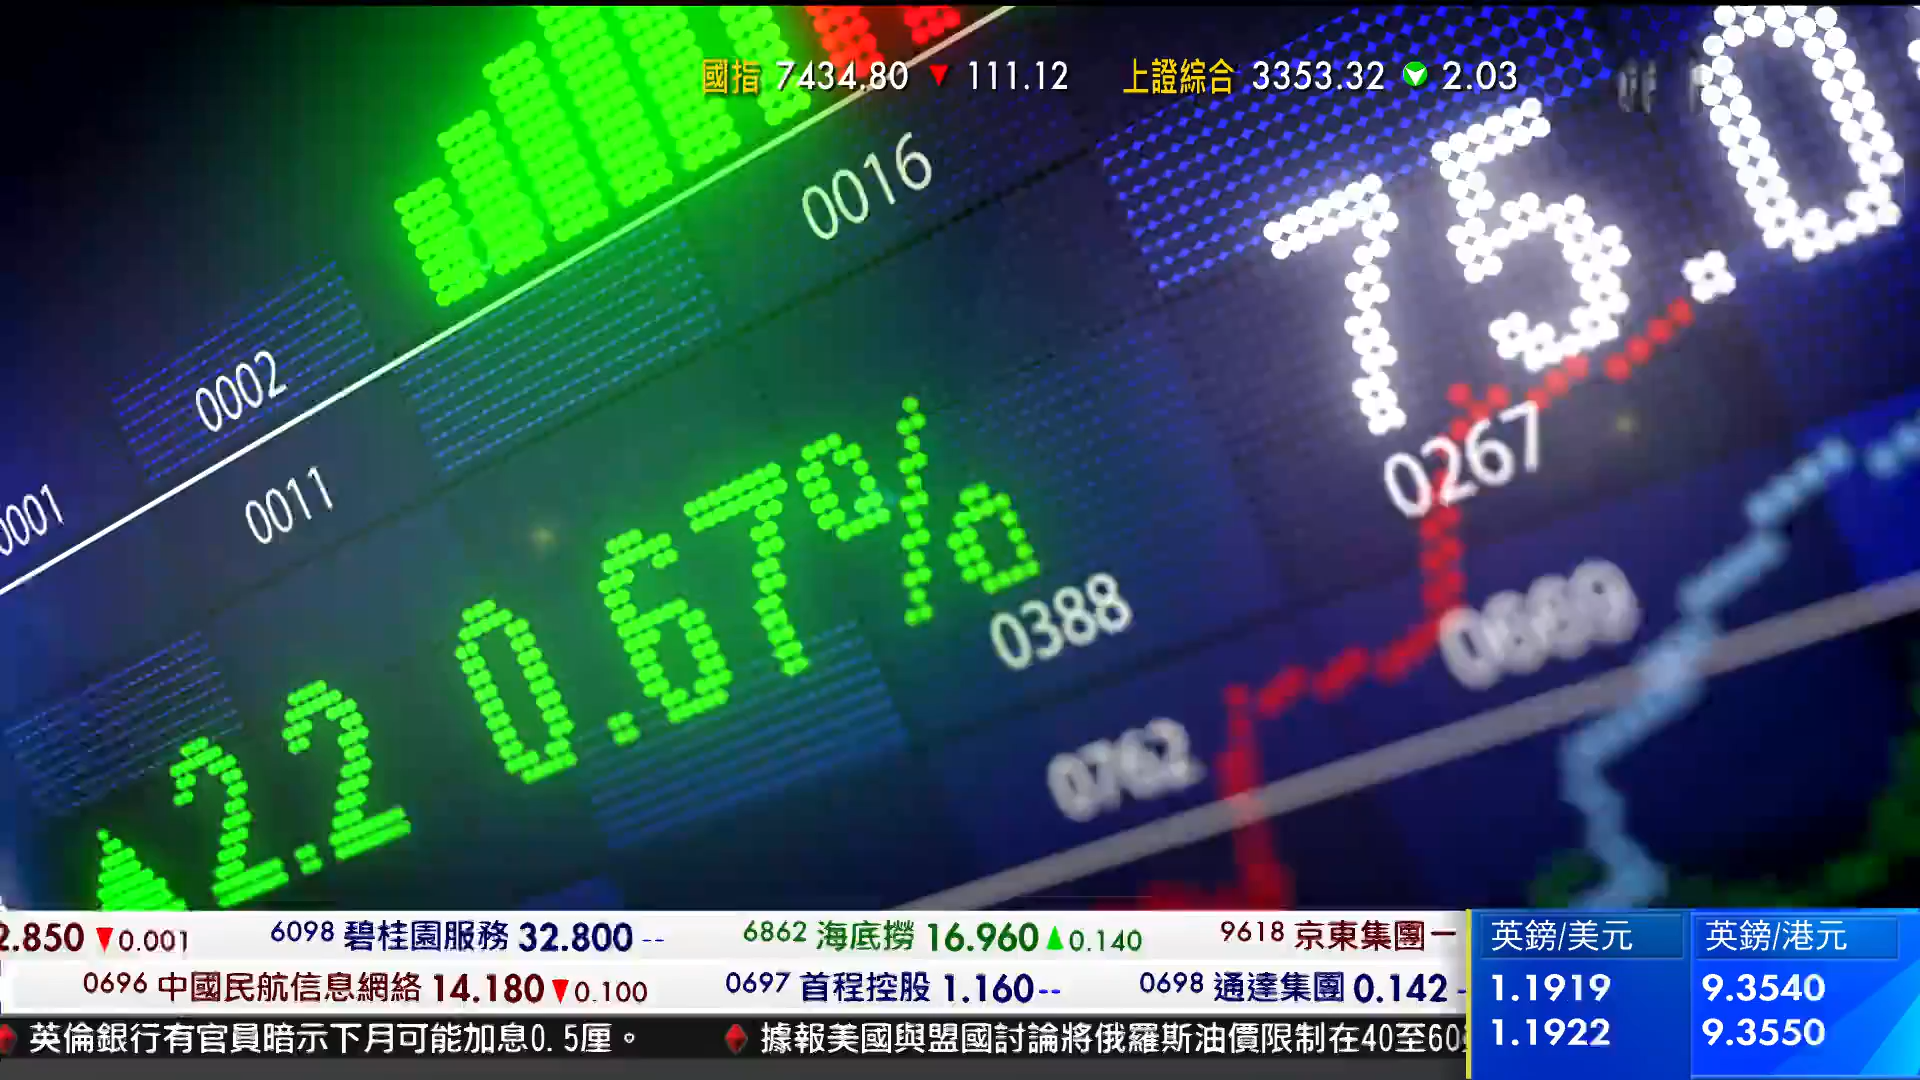 國指 7434.80 ▼ 111.12 上證綜合 3353.32 2.03
75.0
0016
0002
0267
0011
0001
▲2.2 0.67%
0388
0762
2.850 ▼0.001 6098 碧桂園服務 32.800 -- 6862 海底撈 16.960 ▲0.140 9618 京東集團一
0696 中國民航信息網絡 14.180 ▼0.100 0697 首程控股 1.160 -- 0698 通達集團 0.142 -
英倫銀行有官員暗示下月可能加息0.5厘。 據報美國與盟國討論將俄羅斯油價限制在40至60
英鎊/美元 英鎊/港元
1.1919 9.3540
1.1922 9.3550